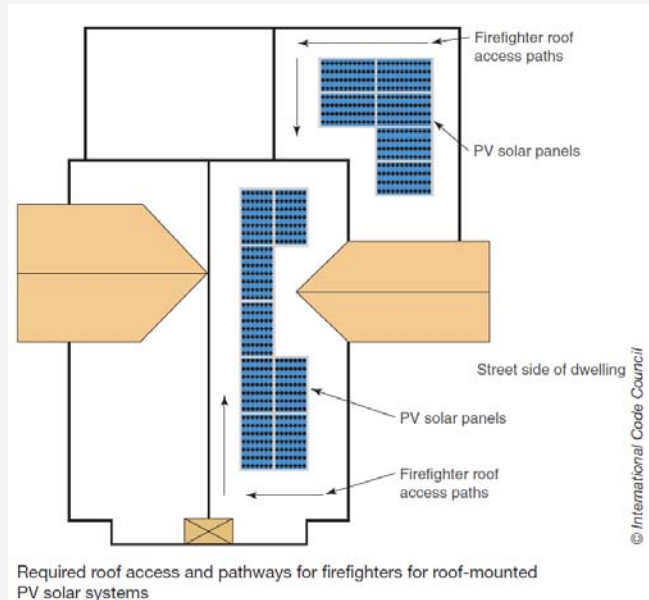 Firefighter roof
access paths
PV solar panels
Street side of dwelling
PV solar panels
Firefighter roof
access paths
© International Code Council
Required roof access and pathways for firefighters for roof-mounted
PV solar systems